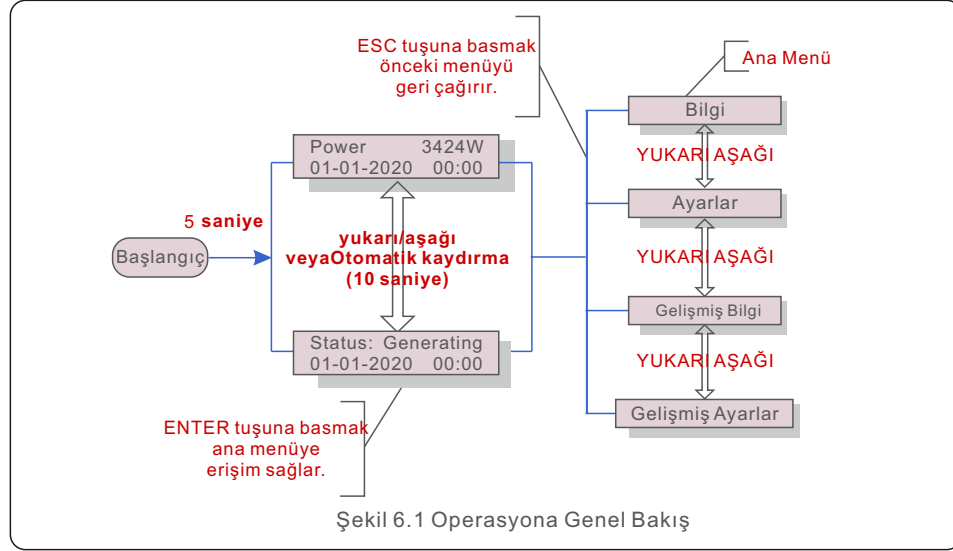 ESC tuşuna basmak
önceki menüyü
geri çağırır.
Ana Menü
Bilgi
Power 3424W
01-01-2020 00:00
YUKARI AŞAĞI
Ayarlar
5 saniye
Başlangıç
yukarı/aşağı
veyaOtomatik kaydırma
(10 saniye)
YUKARI AŞAĞI
Gelişmiş Bilgi
Status: Generating
01-01-2020 00:00
YUKARI AŞAĞI
Gelişmiş Ayarlar
ENTER tuşuna basmak
ana menüye
erişim sağlar.
Şekil 6.1 Operasyona Genel Bakış